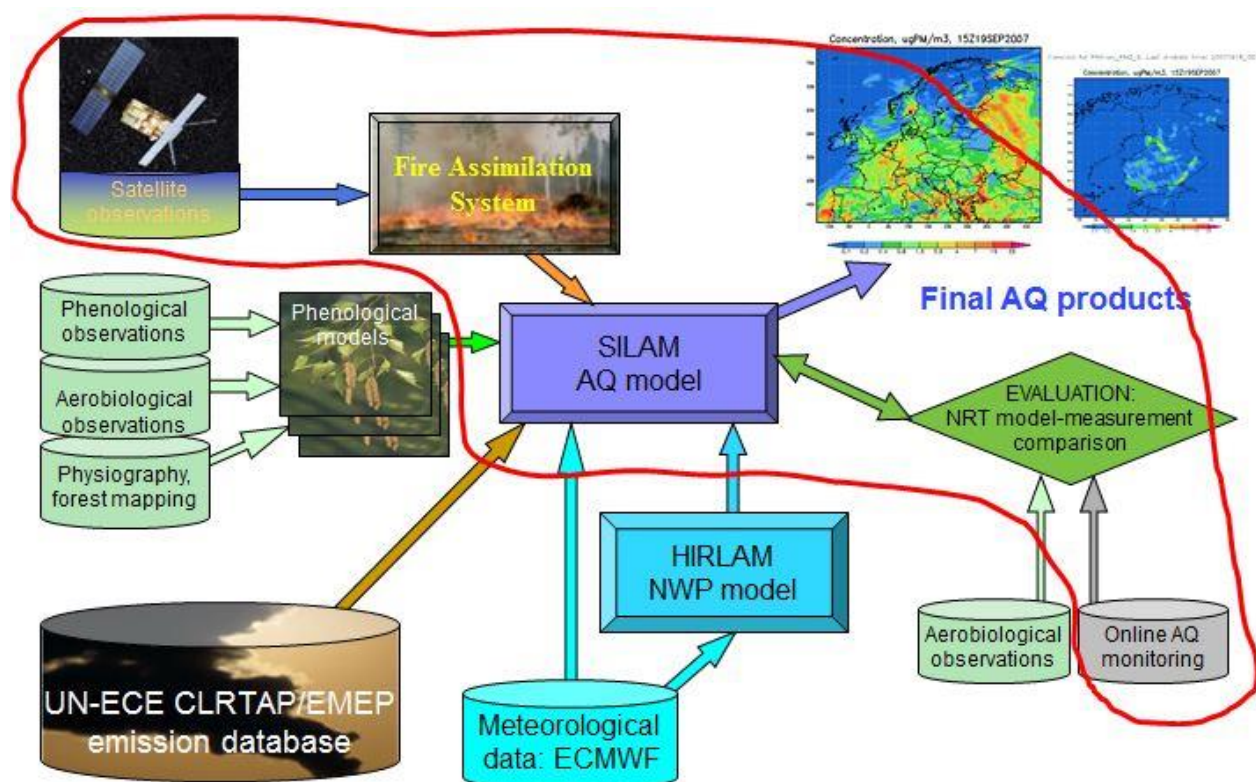 Concentration, ugPM/m3, 15Z19SEP2007
Concentration, ugPM/m3, 15Z19SEP2007
Satellite
observations
Fire Assimilation
System
Final AQ products
Phenological
observations
Phenological
models
SILAM
AQ model
Aerobiological
observations
EVALUATION:
NRT model-measurement
comparison
Physiography,
forest mapping
HIRLAM
NWP model
Aerobiological
observations
Online AQ
monitoring
UN-ECE CLRTAP/EMEP
emission database
Meteorological
data: ECMWF